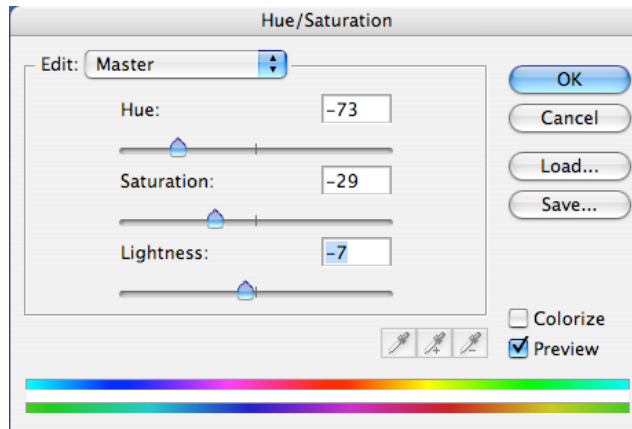 Hue/Saturation
Edit: Master
Hue: -73
Saturation: -29
Lightness: -7
OK
Cancel
Load...
Save...
Colorize
Preview